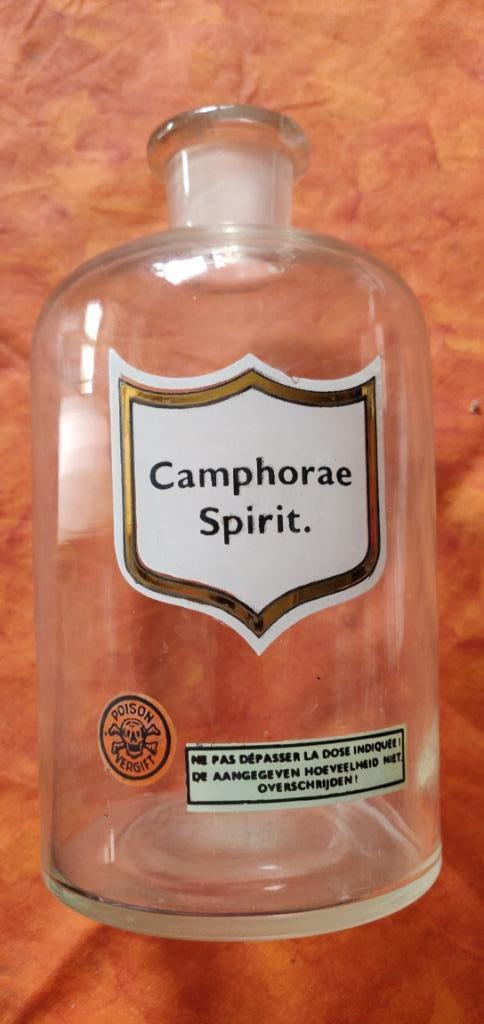 Camphorae
Spirit.
POISON
VERGIFT
NE PAS DÉPASSER LA DOSE INDIQUÉE !
DE AANGEGEVEN HOEVEELHEID NIET
OVERSCHRIJDEN !